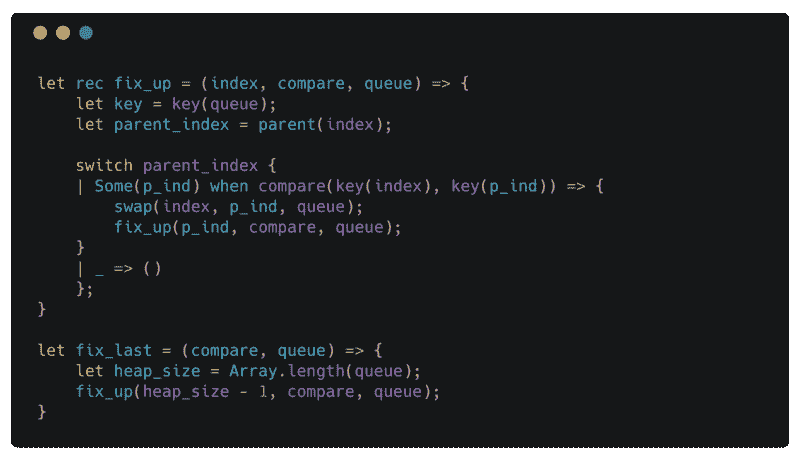 let rec fix_up = (index, compare, queue) => {
    let key = key(queue);
    let parent_index = parent(index);

    switch parent_index {
    | Some(p_ind) when compare(key(index), key(p_ind)) => {
        swap(index, p_ind, queue);
        fix_up(p_ind, compare, queue);
    }
    | _ => ()
    };
}

let fix_last = (compare, queue) => {
    let heap_size = Array.length(queue);
    fix_up(heap_size - 1, compare, queue);
}